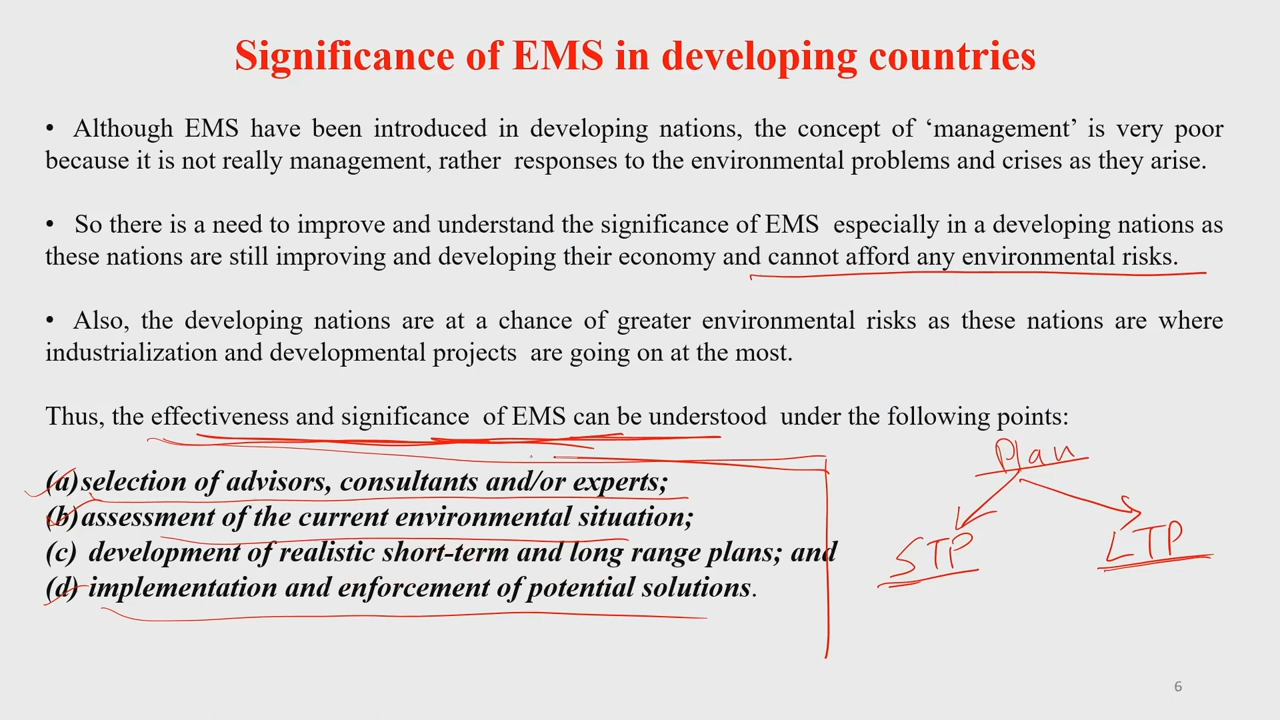 Significance of EMS in developing countries
• Although EMS have been introduced in developing nations, the concept of ‘management’ is very poor
because it is not really management, rather responses to the environmental problems and crises as they arise.
• So there is a need to improve and understand the significance of EMS especially in a developing nations as
these nations are still improving and developing their economy and cannot afford any environmental risks.
• Also, the developing nations are at a chance of greater environmental risks as these nations are where
industrialization and developmental projects are going on at the most.
Thus, the effectiveness and significance of EMS can be understood under the following points:
(a) selection of advisors, consultants and/or experts;
(b) assessment of the current environmental situation;
(c) development of realistic short-term and long range plans; and
(d) implementation and enforcement of potential solutions.
Plan
STP
LTP
6